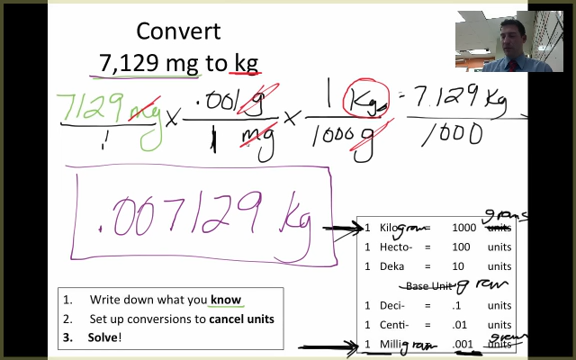 Convert
7,129 mg to kg
7129 mg/1 x .001 g/1 mg x 1 Kg/1000 g = 7.129 Kg/1000
.007129 Kg
grams
1 Kilogram = 1000 units
1 Hecto- = 100 units
1 Deka = 10 units
Base Unit gram
1 Deci- = .1 units
1 Centi- = .01 units
1 Milligram = .001 units grams
1. Write down what you know
2. Set up conversions to cancel units
3. Solve!